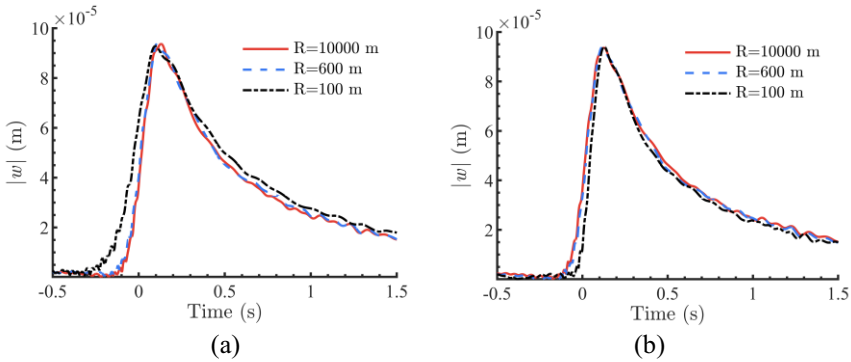 ×10⁻⁵
10
8
6
4
2
|w| (m)
R=10000 m
R=600 m
R=100 m
-0.5 0 0.5 1 1.5
Time (s)
(a)
×10⁻⁵
10
8
6
4
2
|w| (m)
R=10000 m
R=600 m
R=100 m
-0.5 0 0.5 1 1.5
Time (s)
(b)